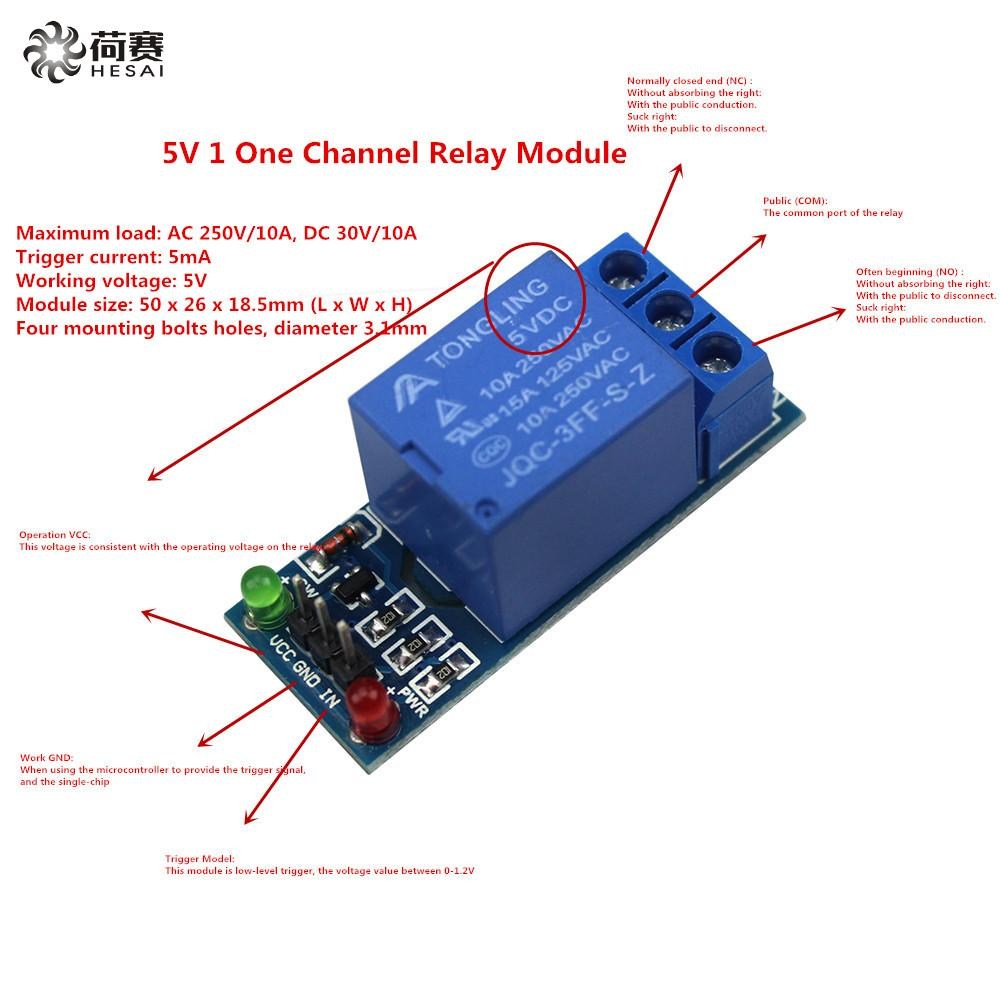 荷赛
HESAI
Normally closed end (NC) :
Without absorbing the right:
With the public conduction.
Suck right:
With the public to disconnect.
5V 1 One Channel Relay Module
Public (COM):
The common port of the relay
Maximum load: AC 250V/10A, DC 30V/10A
Trigger current: 5mA
Working voltage: 5V
Module size: 50 x 26 x 18.5mm (L x W x H)
Four mounting bolts holes, diameter 3.1mm
Often beginning (NO) :
Without absorbing the right:
With the public to disconnect.
Suck right:
With the public conduction.
TONGLING
5VDC
10A 250VAC
15A 125VAC
10A 250VAC
JQC-3FF-S-Z
CQC
Operation VCC:
This voltage is consistent with the operating voltage on the relay
102
102
102
VCC GND IN
+
+ PWR
Work GND:
When using the microcontroller to provide the trigger signal,
and the single-chip
Trigger Model:
This module is low-level trigger, the voltage value between 0-1.2V